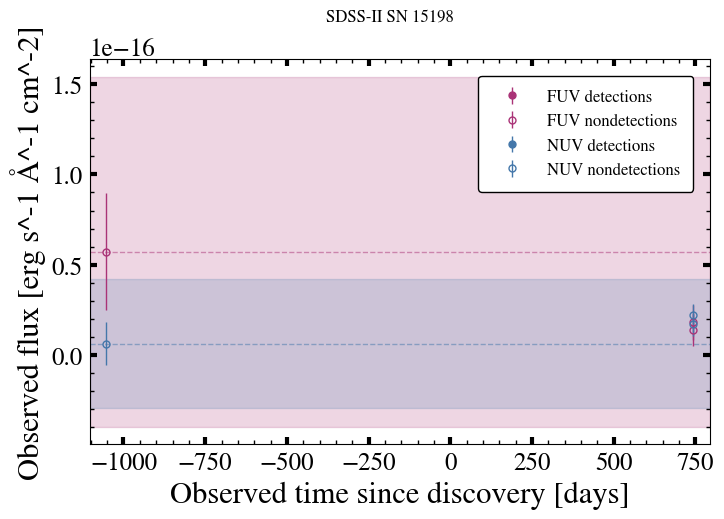 SDSS-II SN 15198
1e−16
Observed flux [erg s^-1 Å^-1 cm^-2]
1.5
1.0
0.5
0.0
FUV detections
FUV nondetections
NUV detections
NUV nondetections
−1000 −750 −500 −250 0 250 500 750
Observed time since discovery [days]